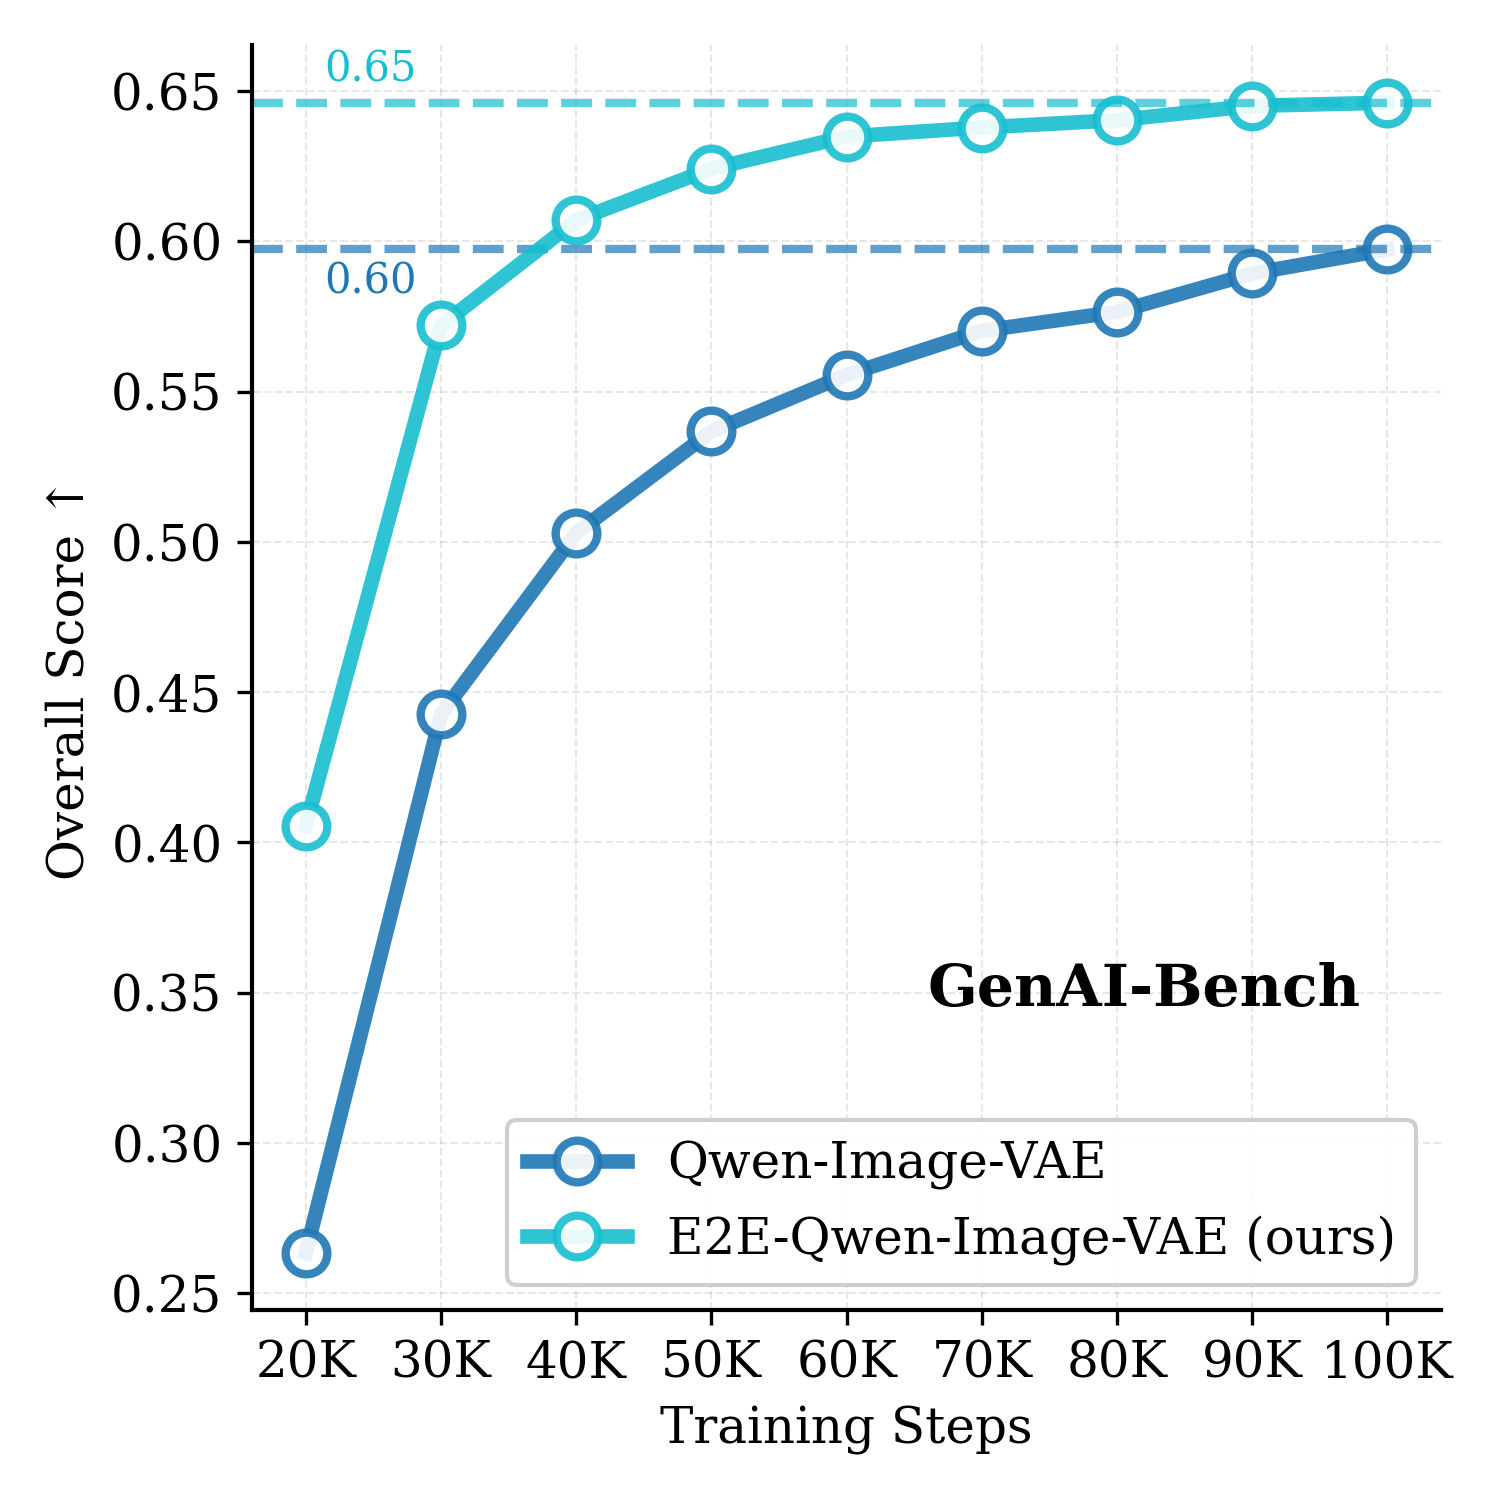 0.65
0.65
0.60
0.60
0.55
0.50
0.45
0.40
0.35
0.30
0.25
Overall Score ↑
GenAI-Bench
Qwen-Image-VAE
E2E-Qwen-Image-VAE (ours)
20K 30K 40K 50K 60K 70K 80K 90K 100K
Training Steps